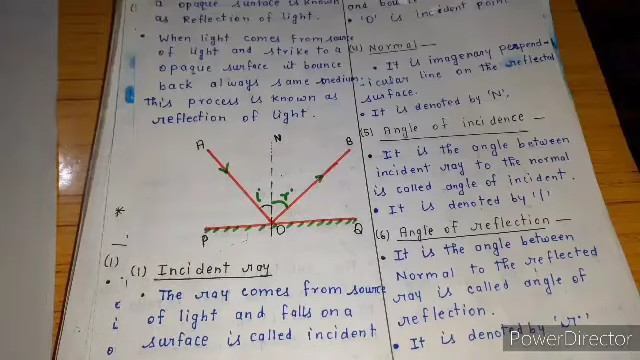 a opaque surface is known
as Reflection of light.
• When light comes from source
of light and strike to a
opaque surface it bounce
back always same medium.
This process is known as
reflection of light.
A
N
B
i
r
P
O
Q
*
(1)
(1) Incident ray
• The ray comes from source
of light and falls on a
surface is called incident
and
• 'O' is incident point
(4) Normal —
• It is imagenary perpend-
icular line on the reflected
surface.
• It is denoted by 'N'.
(5) Angle of incidence —
• It is the angle between
incident ray to the normal
is called angle of incident.
• It is denoted by 'i'
(6) Angle of reflection —
• It is the angle between
Normal to the reflected
ray is called angle of
reflection.
• It is denoted by 'r'
PowerDirector